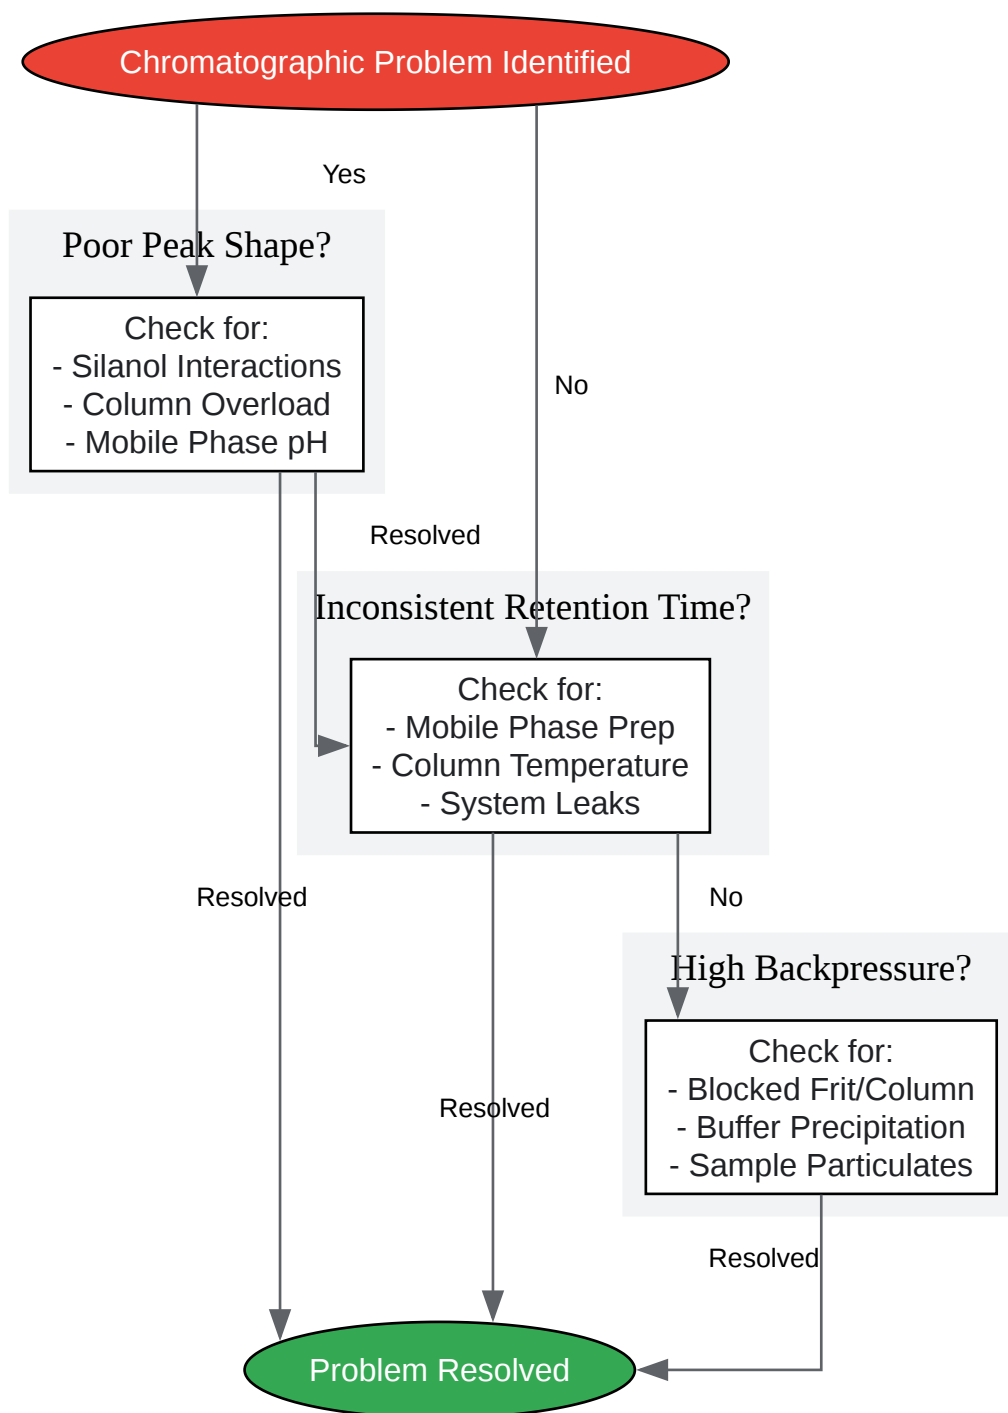 Chromatographic Problem Identified
Yes
Poor Peak Shape?
Check for:
- Silanol Interactions
- Column Overload
- Mobile Phase pH
No
Resolved
Inconsistent Retention Time?
Check for:
- Mobile Phase Prep
- Column Temperature
- System Leaks
Resolved
No
High Backpressure?
Check for:
- Blocked Frit/Column
- Buffer Precipitation
- Sample Particulates
Resolved
Resolved
Problem Resolved